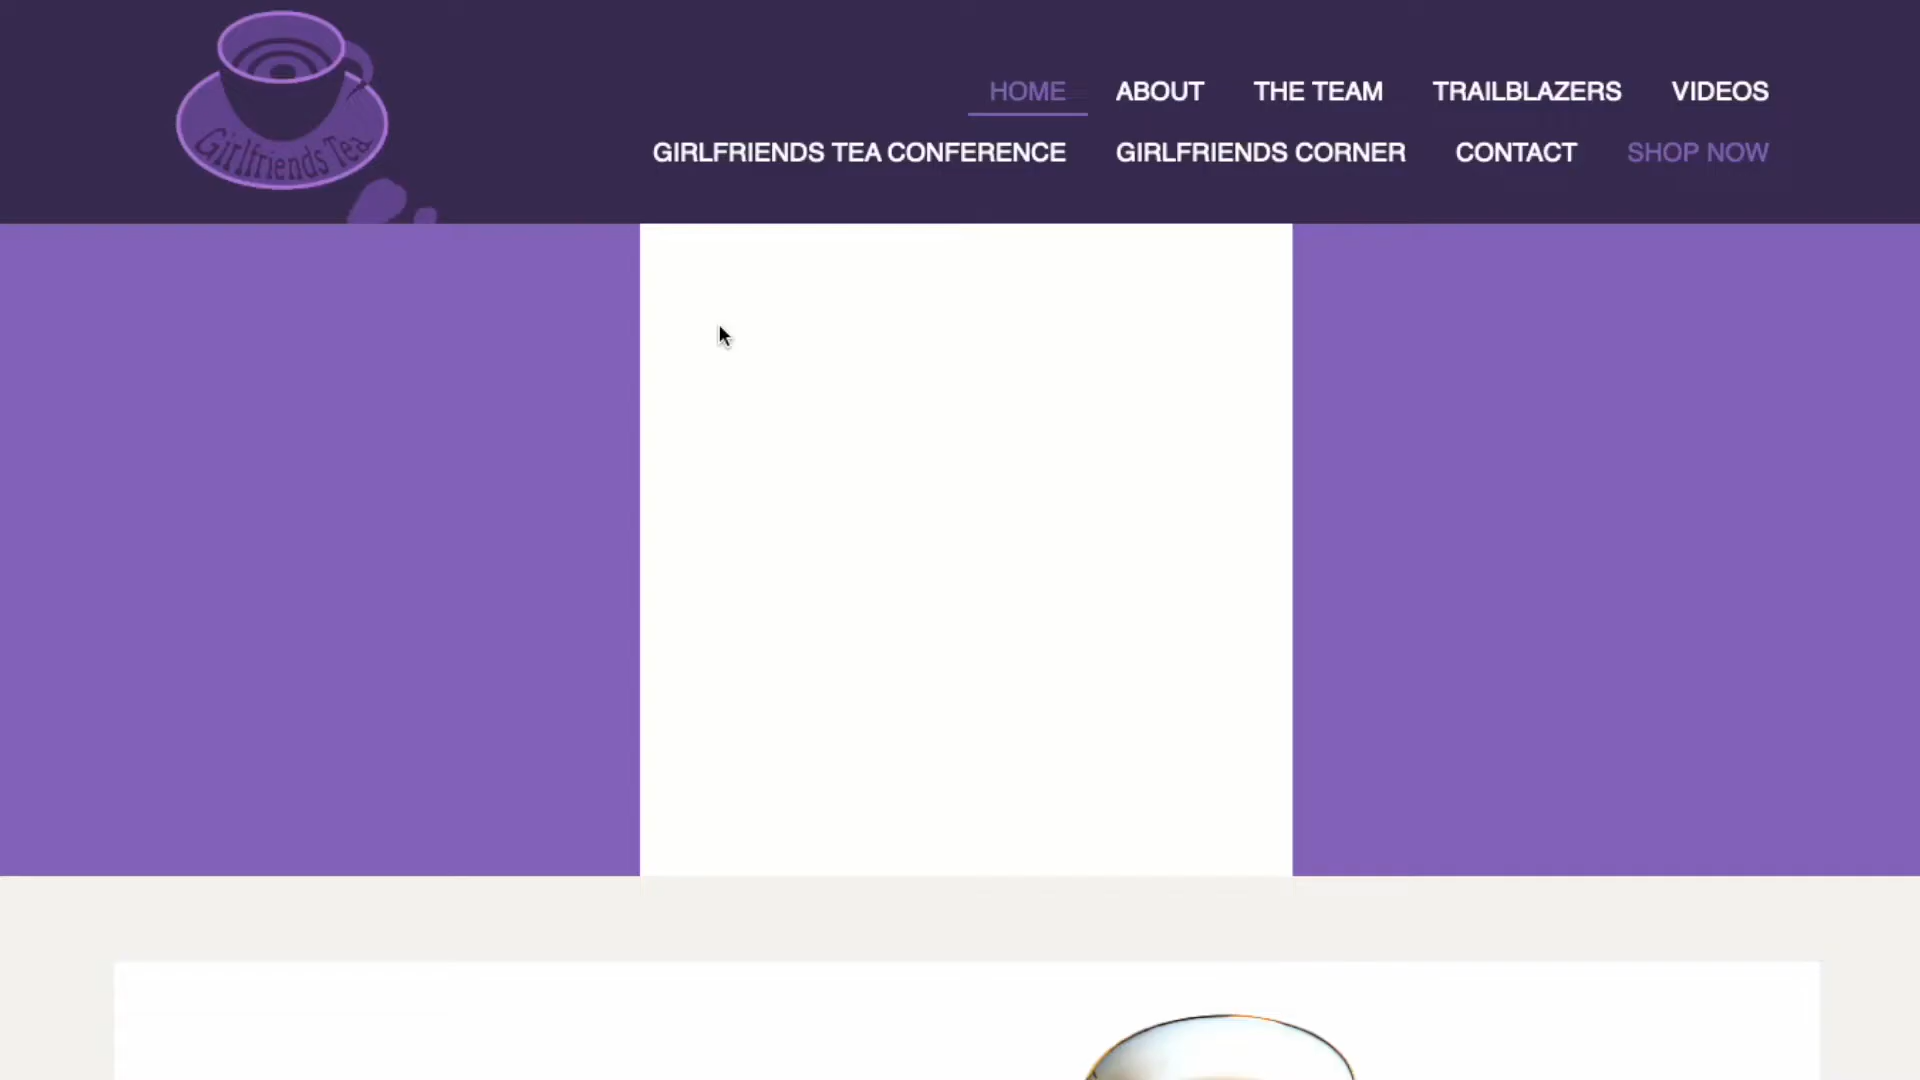 Girlfriends Tea
HOME ABOUT THE TEAM TRAILBLAZERS VIDEOS
GIRLFRIENDS TEA CONFERENCE GIRLFRIENDS CORNER CONTACT SHOP NOW